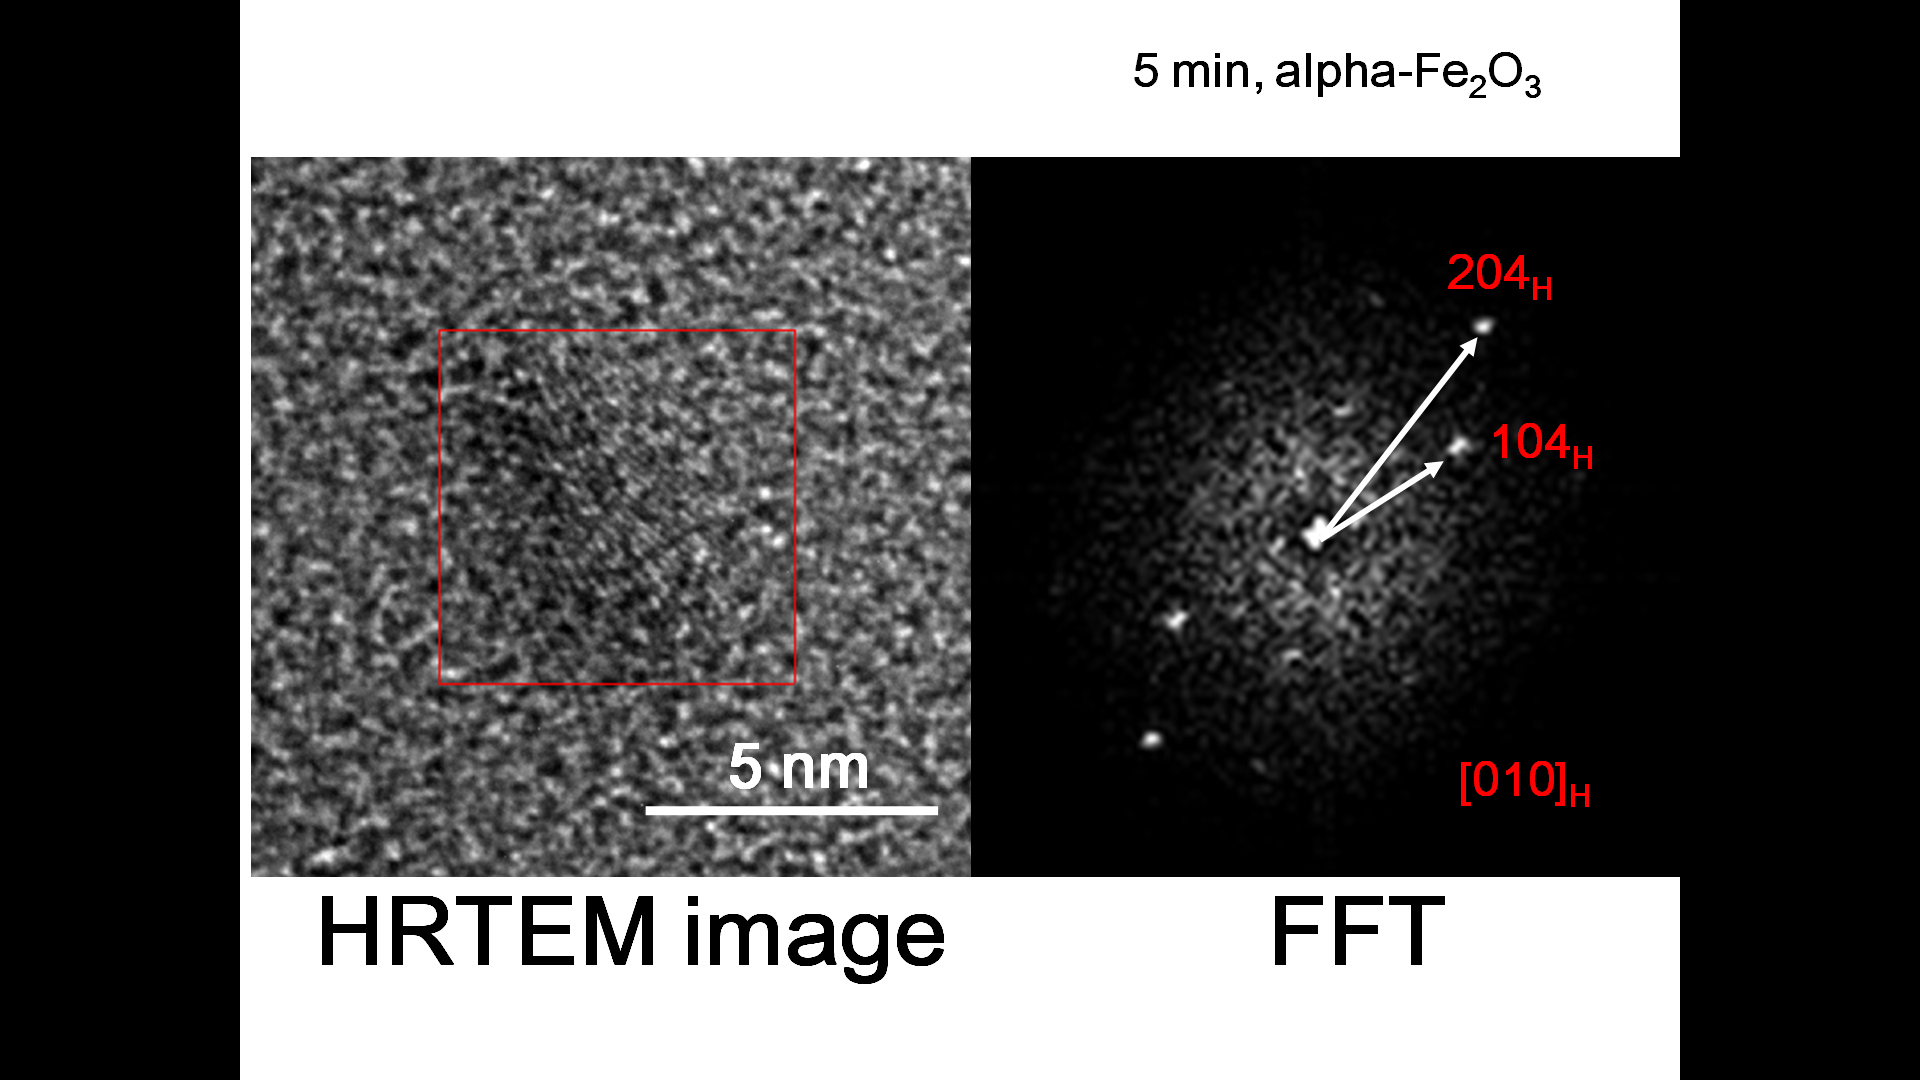 5 min, alpha-Fe₂O₃
204H
104H
5 nm
[010]H
HRTEM image
FFT